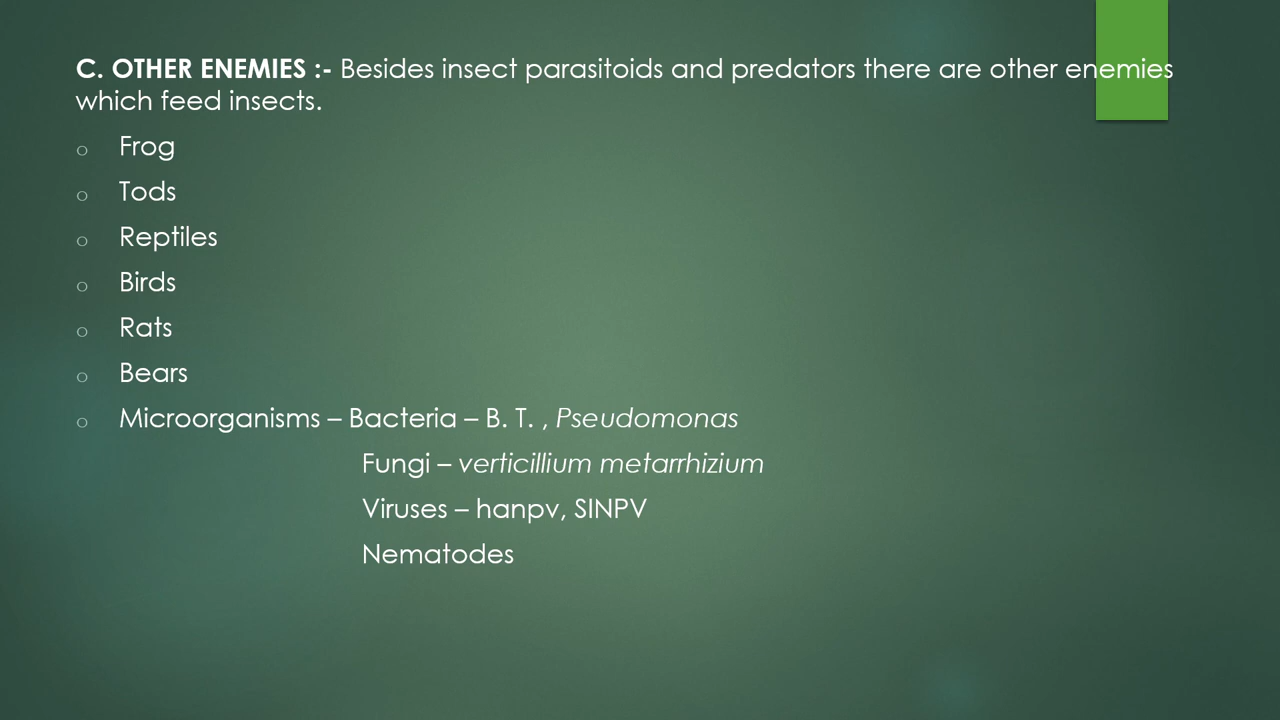 C. OTHER ENEMIES :- Besides insect parasitoids and predators there are other enemies
which feed insects.
o Frog
o Tods
o Reptiles
o Birds
o Rats
o Bears
o Microorganisms – Bacteria – B. T. , Pseudomonas
Fungi – verticillium metarrhizium
Viruses – hanpv, SINPV
Nematodes